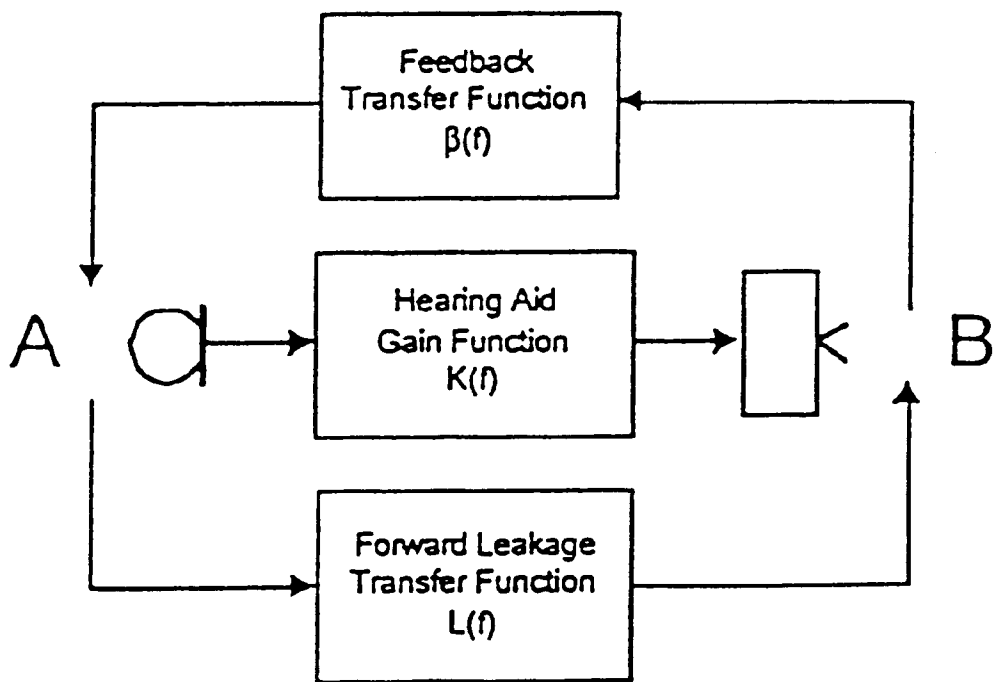 Feedback
Transfer Function
β(f)
A
Hearing Aid
Gain Function
K(f)
B
Forward Leakage
Transfer Function
L(f)